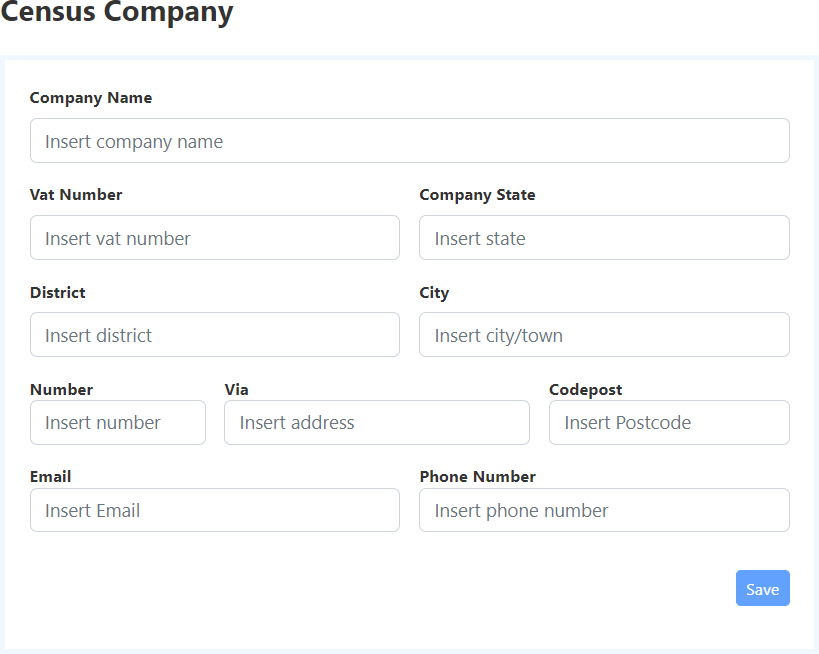 Census Company
Company Name
Insert company name
Vat Number Company State
Insert vat number Insert state
District City
Insert district Insert city/town
Number Via Codepost
Insert number Insert address Insert Postcode
Email Phone Number
Insert Email Insert phone number
Save